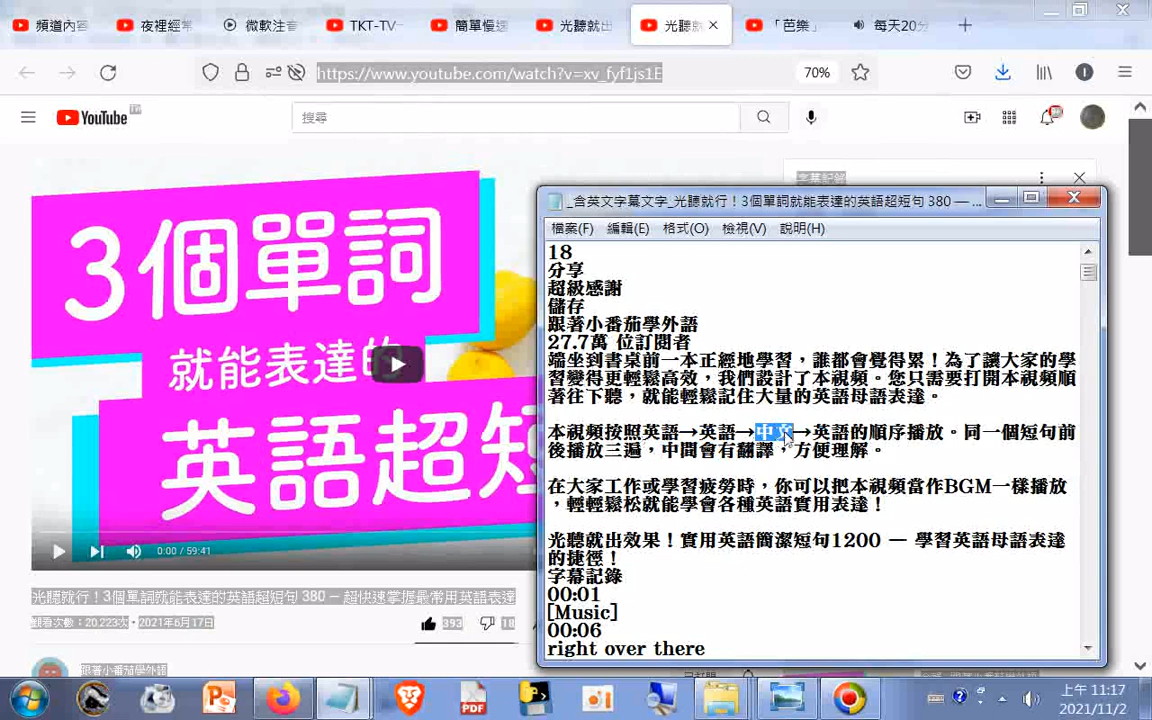 頻道內容
夜裡經常
微軟注音
TKT-TV-
簡單慢速
光聽就出
光聽就
「芭樂」
每天20分
https://www.youtube.com/watch?v=xv_fyf1js1E
70%
YouTube TW
搜尋
字幕記錄
3個單詞
就能表達的
英語超短
0:00 / 59:41
光聽就行！3個單詞就能表達的英語超短句 380 — 超快速掌握最常用英語表達
觀看次數：20,223次 • 2021年6月17日
393
18
跟著小番茄學外語
_含英文字幕文字_光聽就行！3個單詞就能表達的英語超短句 380 — ...
檔案(F) 編輯(E) 格式(O) 檢視(V) 說明(H)
18
分享
超級感謝
儲存
跟著小番茄學外語
27.7萬 位訂閱者
端坐到書桌前一本正經地學習，誰都會覺得累！為了讓大家的學
習變得更輕鬆高效，我們設計了本視頻。您只需要打開本視頻順
著往下聽，就能輕鬆記住大量的英語母語表達。
本視頻按照英語→英語→中文→英語的順序播放。同一個短句前
後播放三遍，中間會有翻譯，方便理解。
在大家工作或學習疲勞時，你可以把本視頻當作BGM一樣播放
，輕輕鬆松就能學會各種英語實用表達！
光聽就出效果！實用英語簡潔短句1200 — 學習英語母語表達
的捷徑！
字幕記錄
00:01
[Music]
00:06
right over there
PDF
上午 11:17
2021/11/2